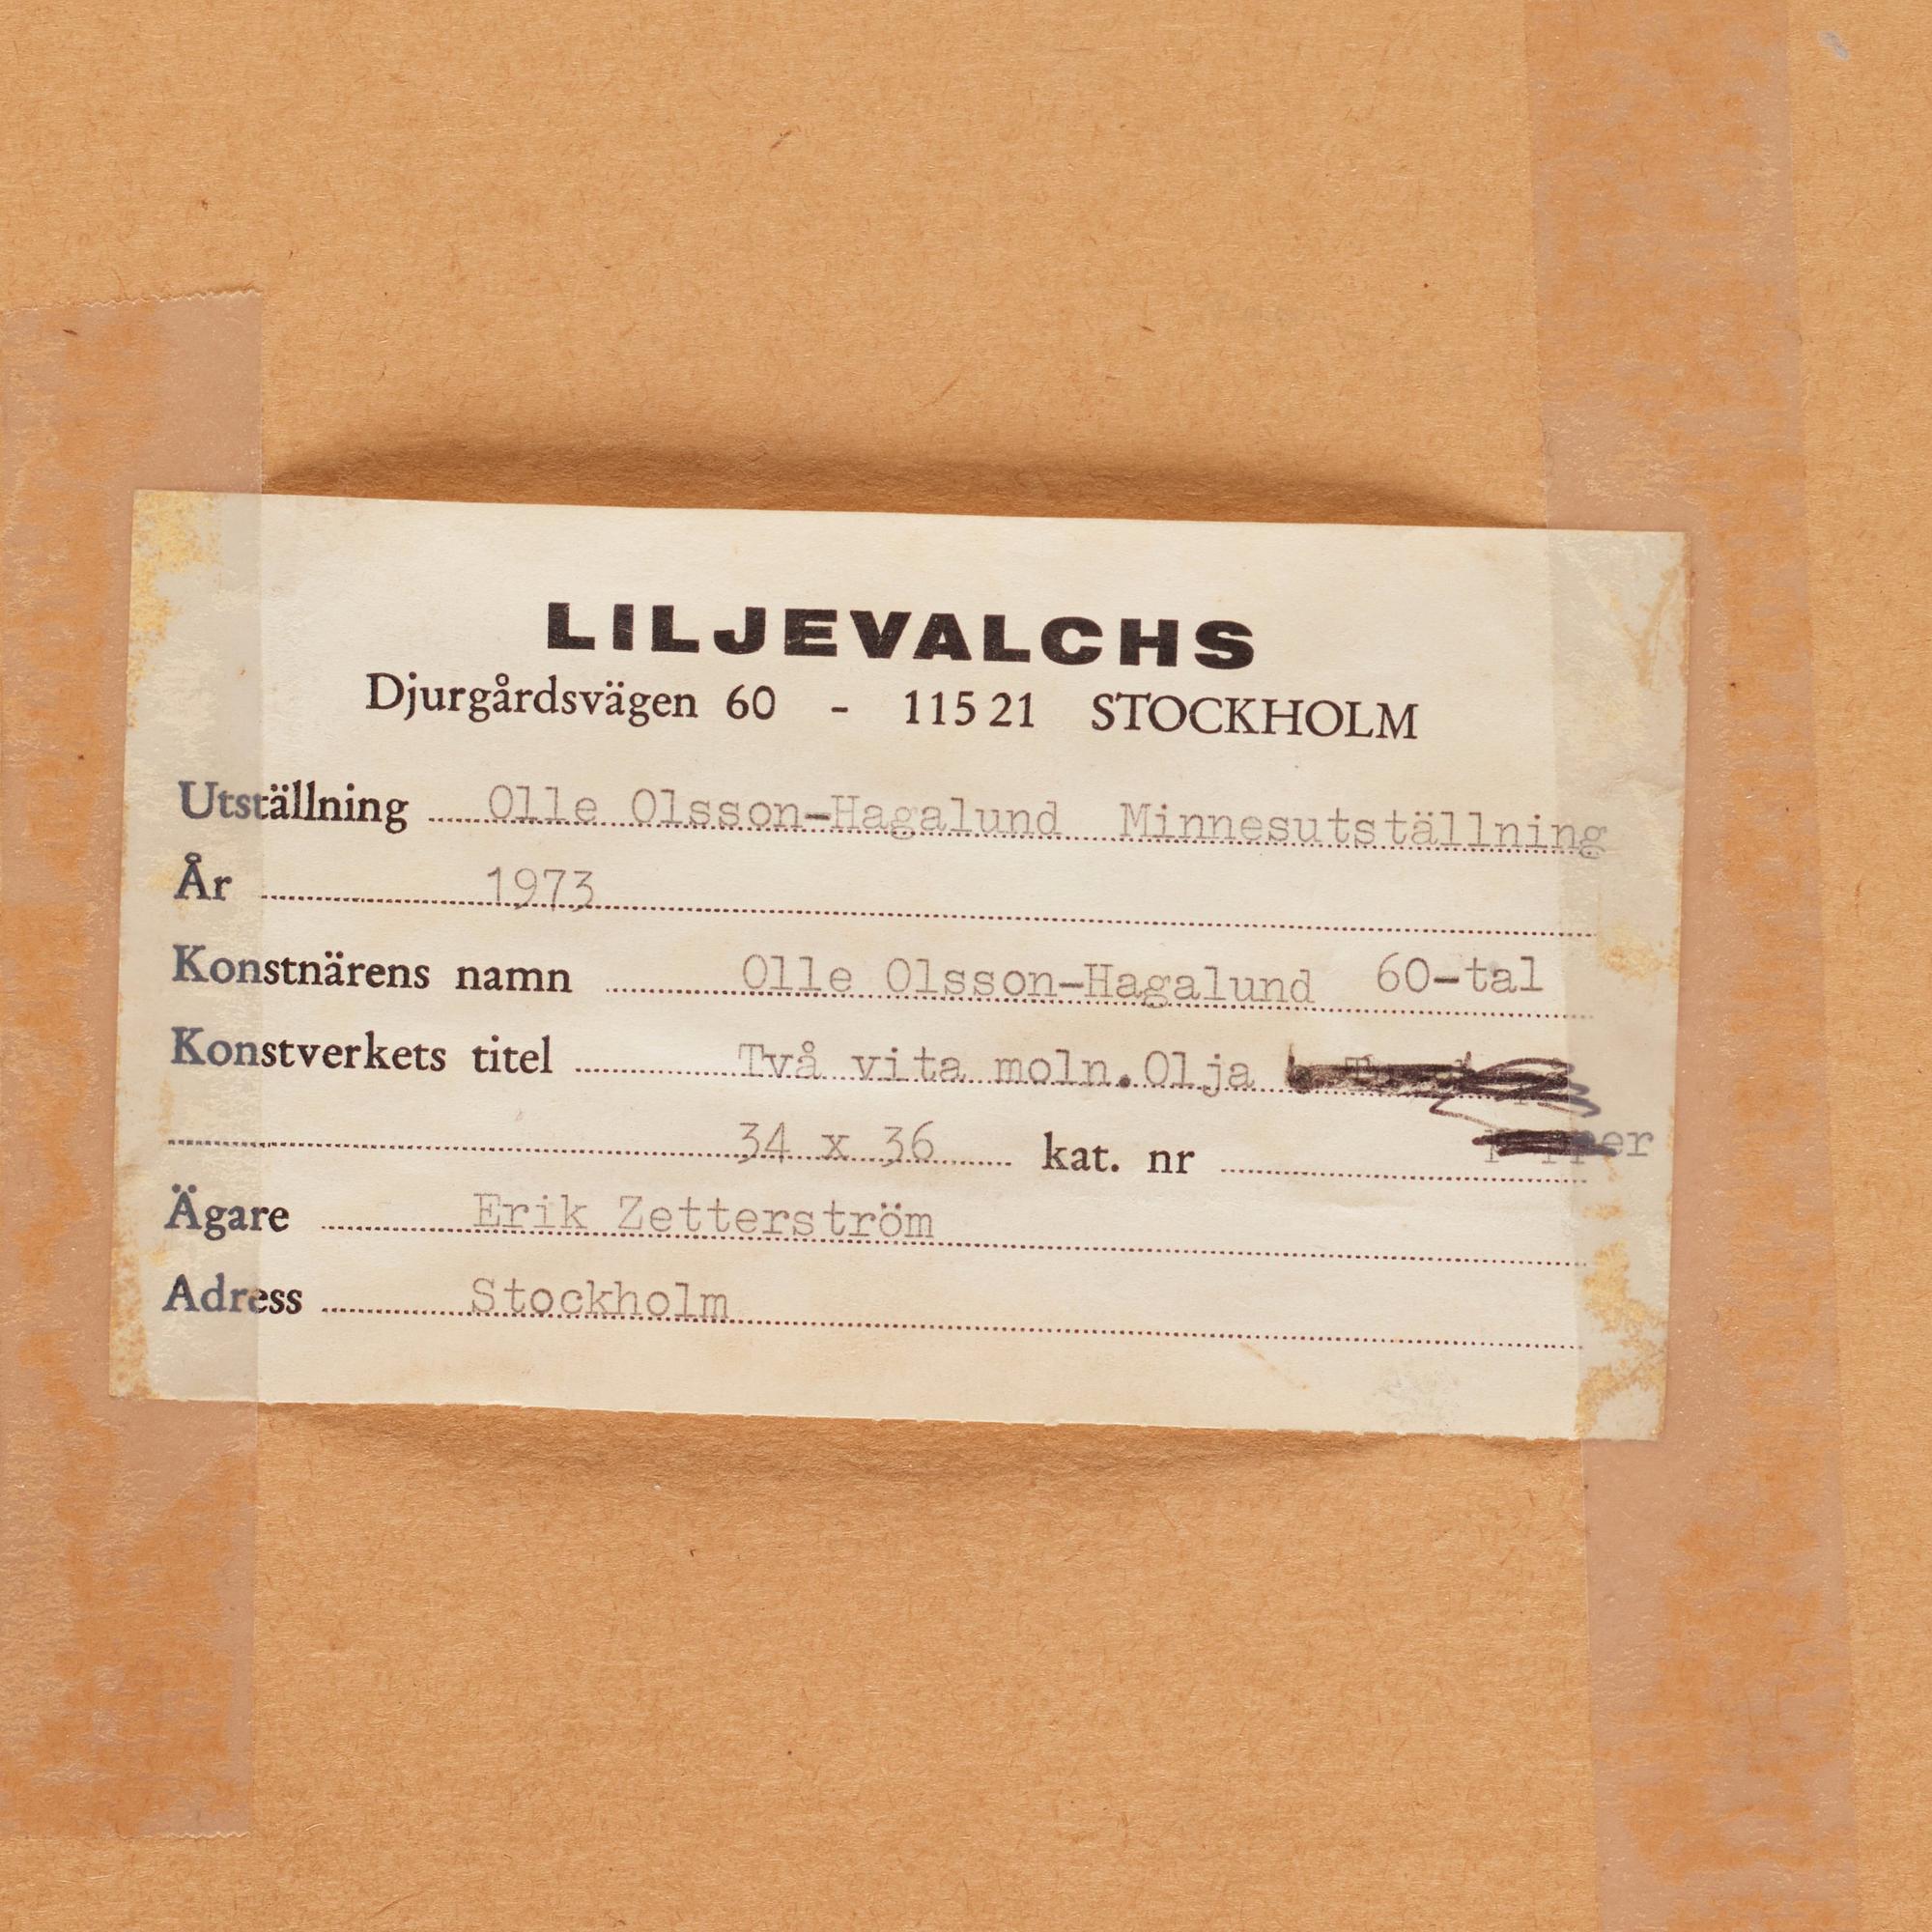 LILJEVALCHS
Djurgårdsvägen 60 - 115 21 STOCKHOLM
Utställning Olle Olsson-Hagalund Minnesutställning
År 1973
Konstnärens namn Olle Olsson-Hagalund 60-tal
Konstverkets titel Två vita moln. Olja
34 x 36 kat. nr
Ägare Erik Zetterström
Adress Stockholm